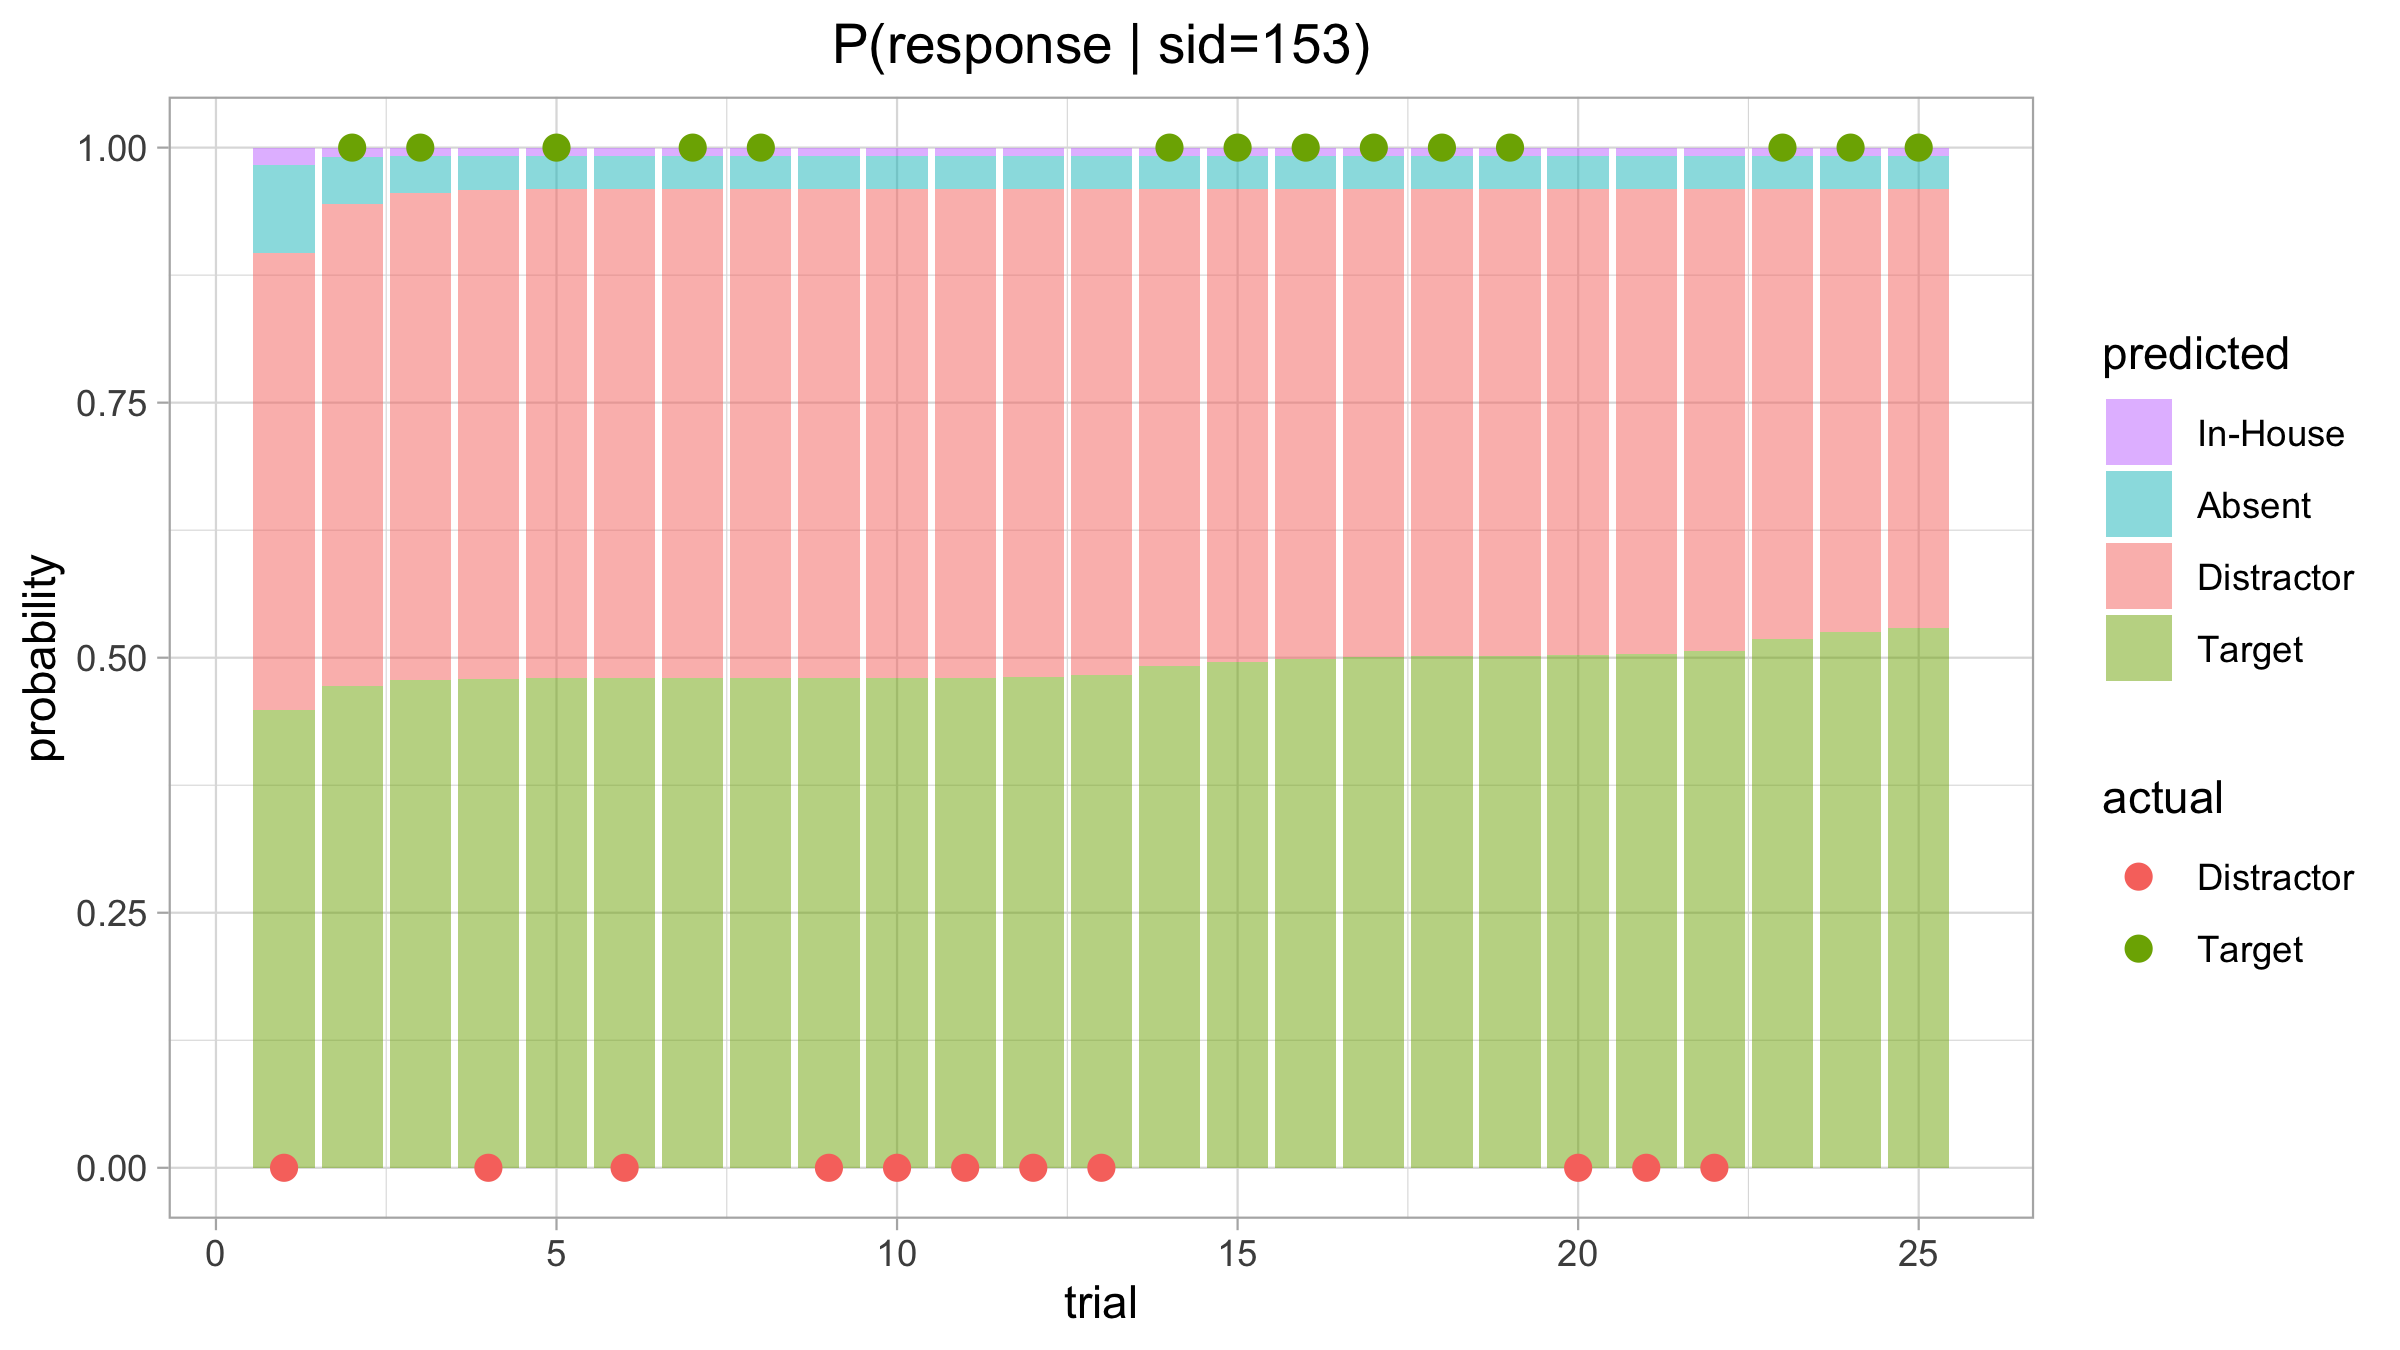 P(response | sid=153)
1.00
0.75
0.50
0.25
0.00
probability
0 5 10 15 20 25
trial
predicted
In-House
Absent
Distractor
Target
actual
Distractor
Target